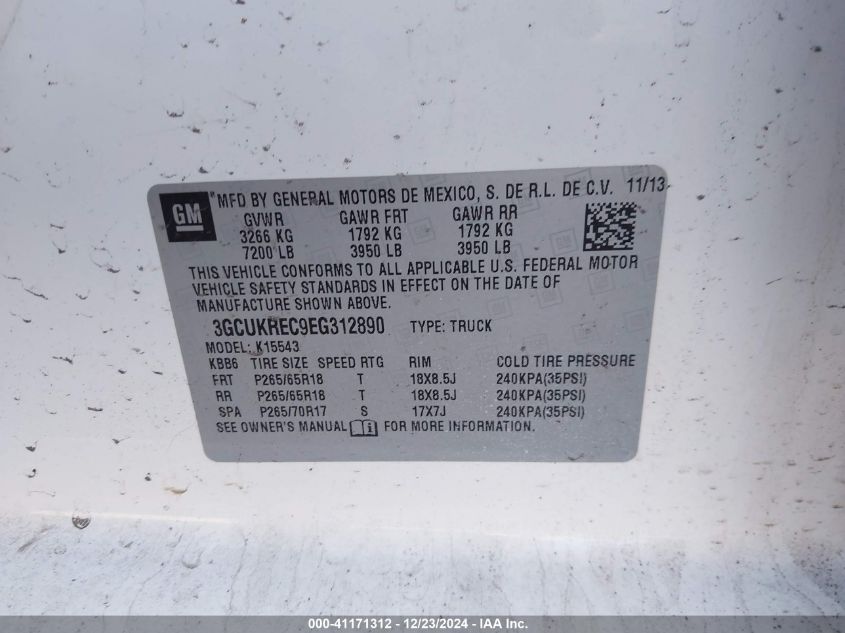 GM
*MFD BY GENERAL MOTORS DE MEXICO, S. DE R.L. DE C.V. 11/13
GVWR GAWR FRT GAWR RR
3266 KG 1792 KG 1792 KG
7200 LB 3950 LB 3950 LB
THIS VEHICLE CONFORMS TO ALL APPLICABLE U.S. FEDERAL MOTOR
VEHICLE SAFETY STANDARDS IN EFFECT ON THE DATE OF
MANUFACTURE SHOWN ABOVE.
3GCUKREC9EG312890 TYPE: TRUCK
MODEL: K15543
KBB6 TIRE SIZE SPEED RTG RIM COLD TIRE PRESSURE
FRT P265/65R18 T 18X8.5J 240KPA(35PSI)
RR P265/65R18 T 18X8.5J 240KPA(35PSI)
SPA P265/70R17 S 17X7J 240KPA(35PSI)
SEE OWNER'S MANUAL i FOR MORE INFORMATION.
000-41171312 - 12/23/2024 - IAA Inc.